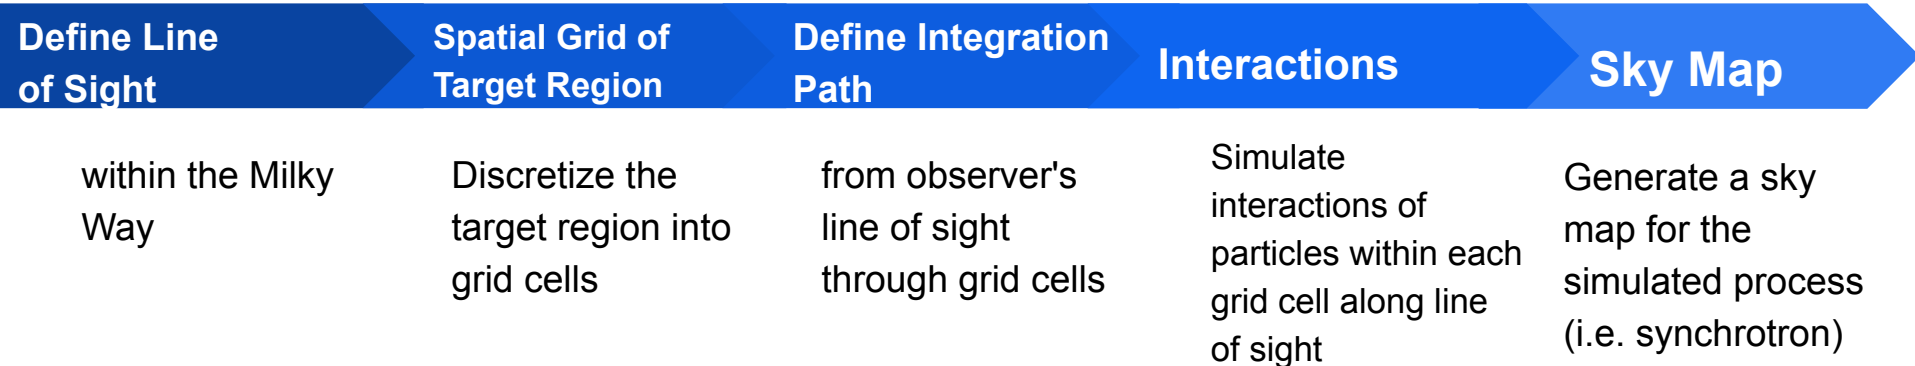 Define Line
of Sight
within the Milky
Way
Spatial Grid of
Target Region
Discretize the
target region into
grid cells
Define Integration
Path
from observer's
line of sight
through grid cells
Interactions
Simulate
interactions of
particles within each
grid cell along line
of sight
Sky Map
Generate a sky
map for the
simulated process
(i.e. synchrotron)